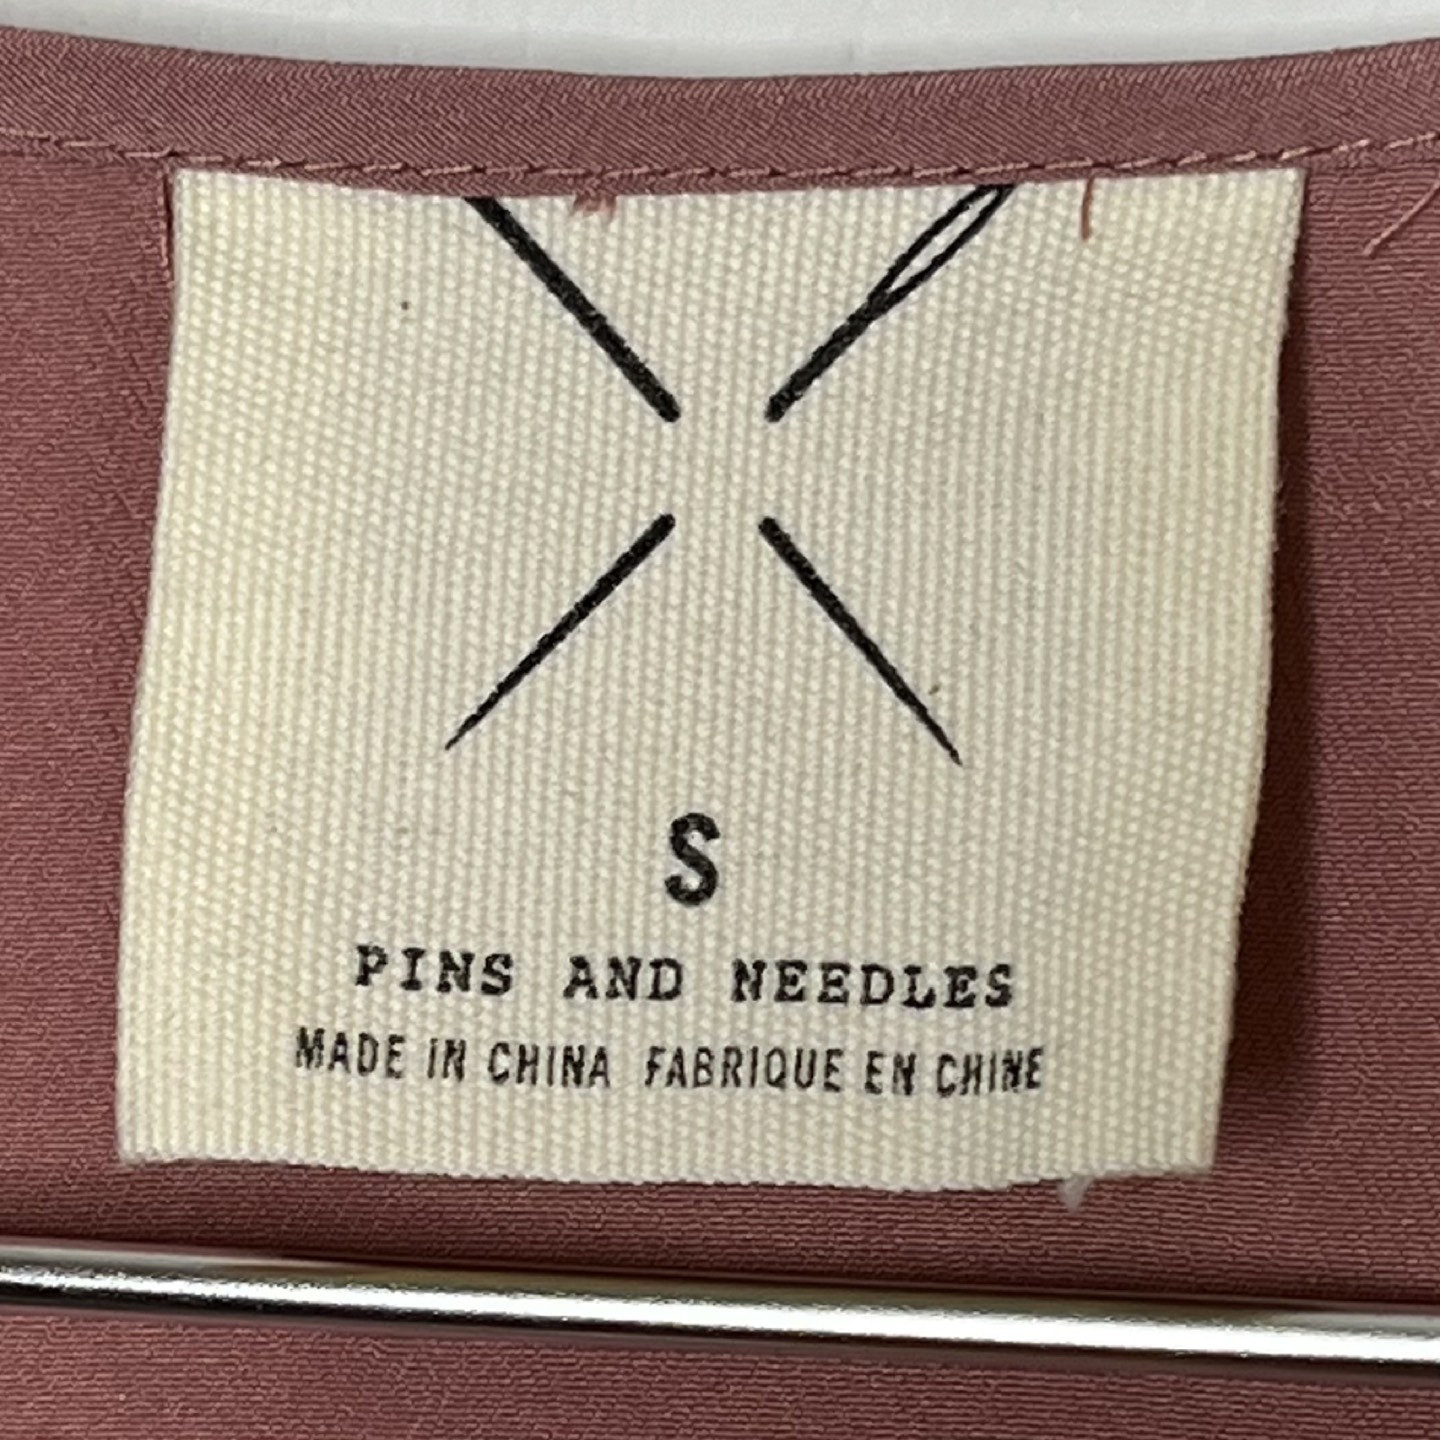 S
PINS AND NEEDLES
MADE IN CHINA FABRIQUE EN CHINE